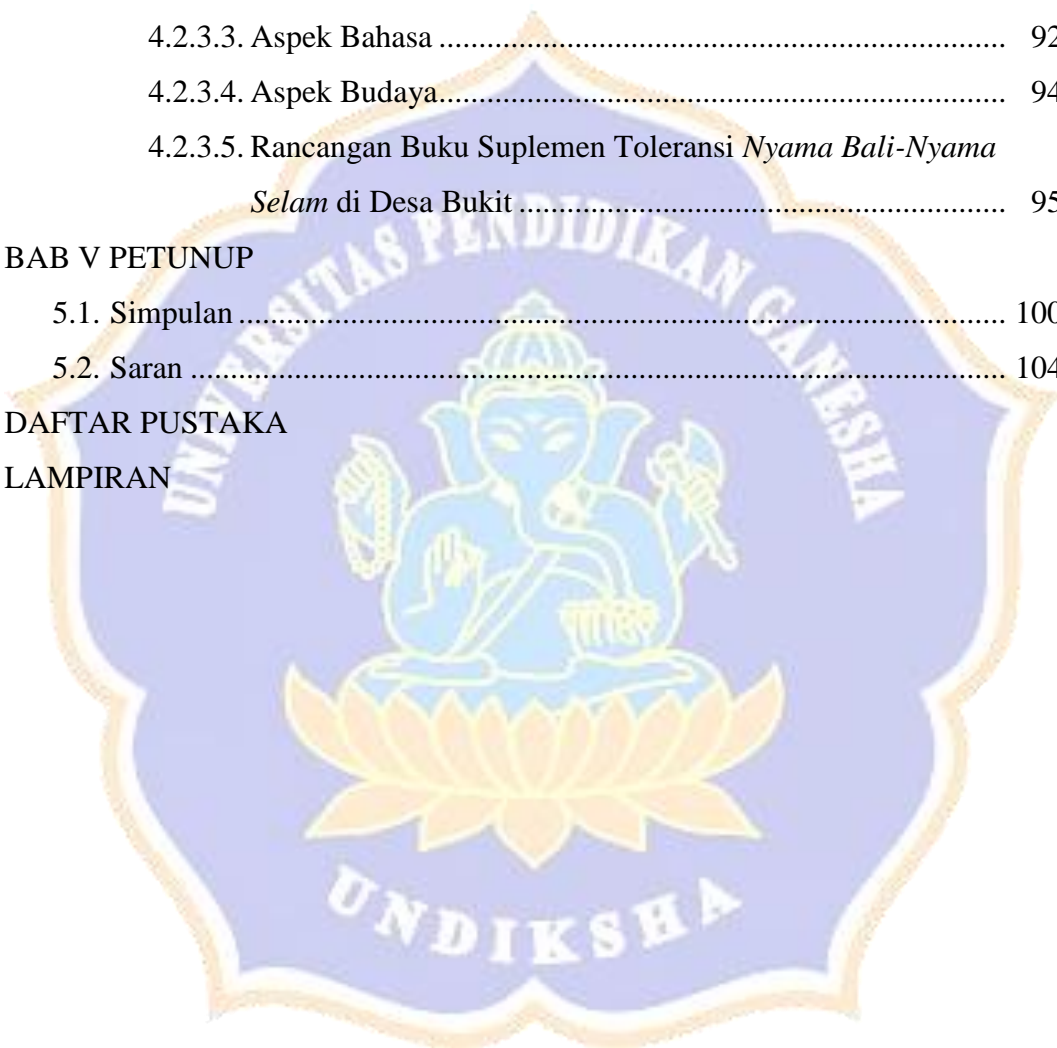 4.2.3.3. Aspek Bahasa ....................................................................... 92
4.2.3.4. Aspek Budaya....................................................................... 94
4.2.3.5. Rancangan Buku Suplemen Toleransi Nyama Bali-Nyama
Selam di Desa Bukit ............................................................. 95
BAB V PETUNUP
5.1. Simpulan ................................................................................................ 100
5.2. Saran ...................................................................................................... 104
DAFTAR PUSTAKA
LAMPIRAN
UNIVERSITAS PENDIDIKAN GANESHA
UNDIKSHA